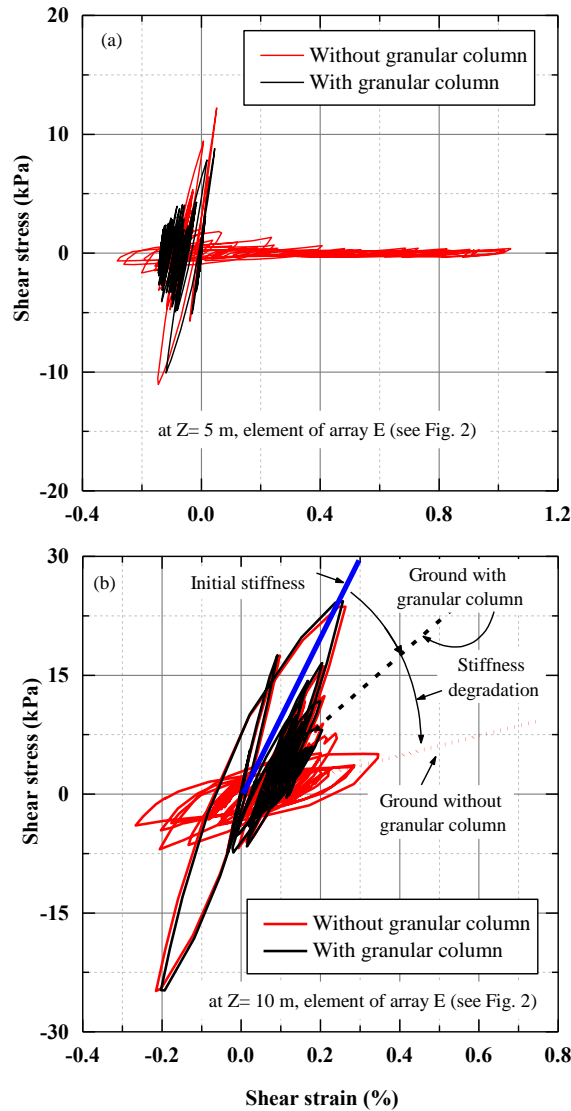 20
(a)
Without granular column
With granular column
10
Shear stress (kPa)
0
-10
at Z= 5 m, element of array E (see Fig. 2)
-20
-0.4 0.0 0.4 0.8 1.2
30
(b)
Initial stiffness
Ground with
granular column
15
Stiffness
degradation
Shear stress (kPa)
0
Ground without
granular column
-15
Without granular column
With granular column
at Z= 10 m, element of array E (see Fig. 2)
-30
-0.4 -0.2 0.0 0.2 0.4 0.6 0.8
Shear strain (%)